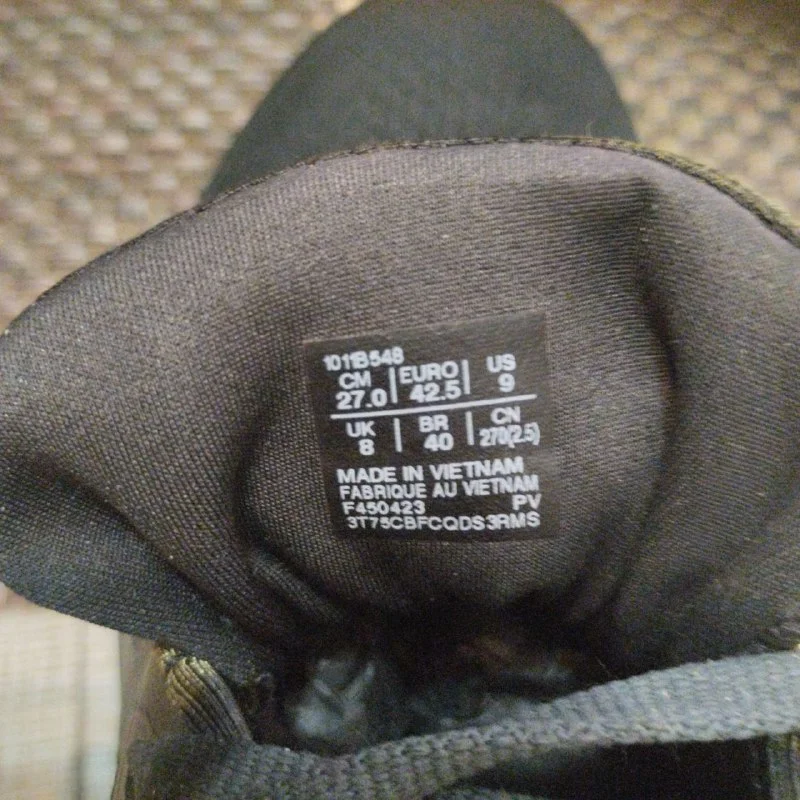 1011B548
CM EURO US
27.0 42.5 9
UK BR CN
8 40 270(2.5)
MADE IN VIETNAM
FABRIQUE AU VIETNAM
F450423 PV
3T75CBFCQDS3RMS